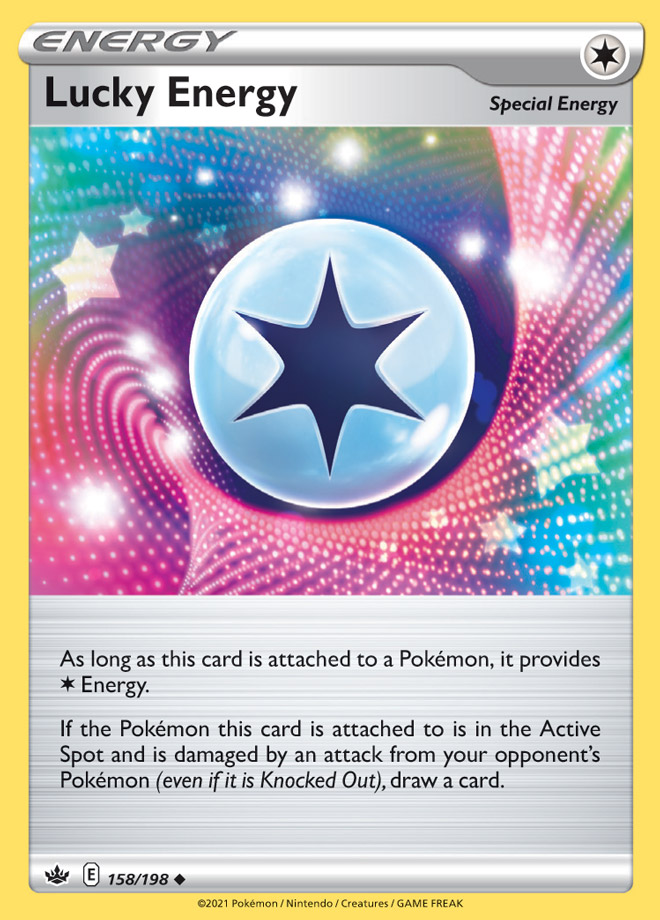 ENERGY
Lucky Energy
Special Energy
As long as this card is attached to a Pokémon, it provides
✶ Energy.
If the Pokémon this card is attached to is in the Active
Spot and is damaged by an attack from your opponent’s
Pokémon (even if it is Knocked Out), draw a card.
E 158/198 ◆
©2021 Pokémon / Nintendo / Creatures / GAME FREAK